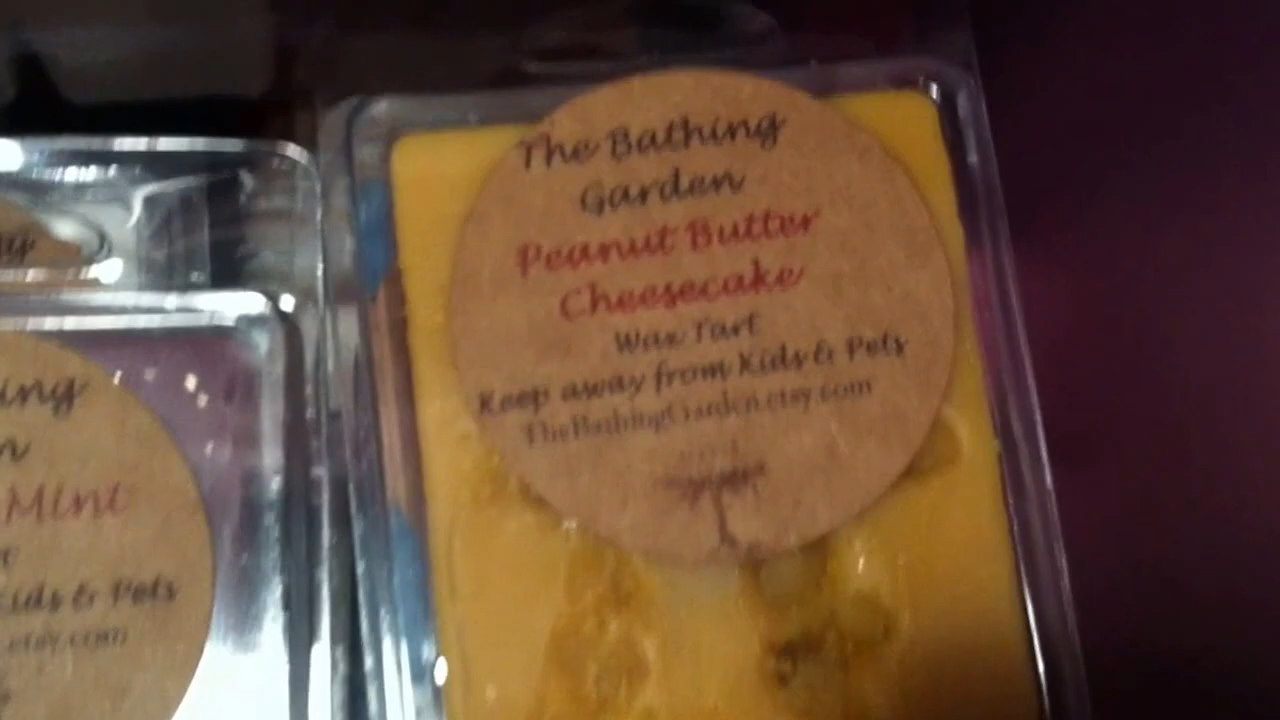 The Bathing
Garden
Peanut Butter
Cheesecake
Wax Tart
Keep away from Kids & Pets
TheBathingGarden.etsy.com
ing
n
Mint
Kids & Pets
etsy.com